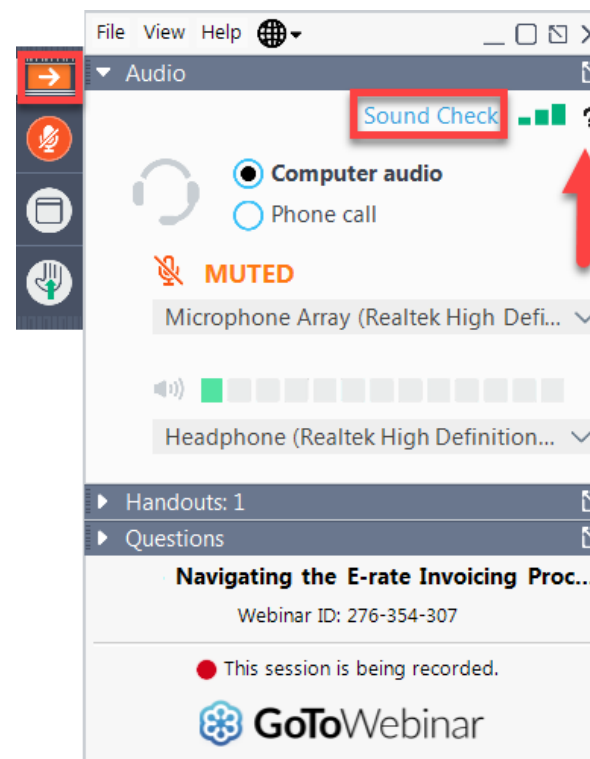 File View Help
Audio
Sound Check ?
Computer audio
Phone call
MUTED
Microphone Array (Realtek High Defi...
Headphone (Realtek High Definition...
Handouts: 1
Questions
Navigating the E-rate Invoicing Proc...
Webinar ID: 276-354-307
This session is being recorded.
GoToWebinar